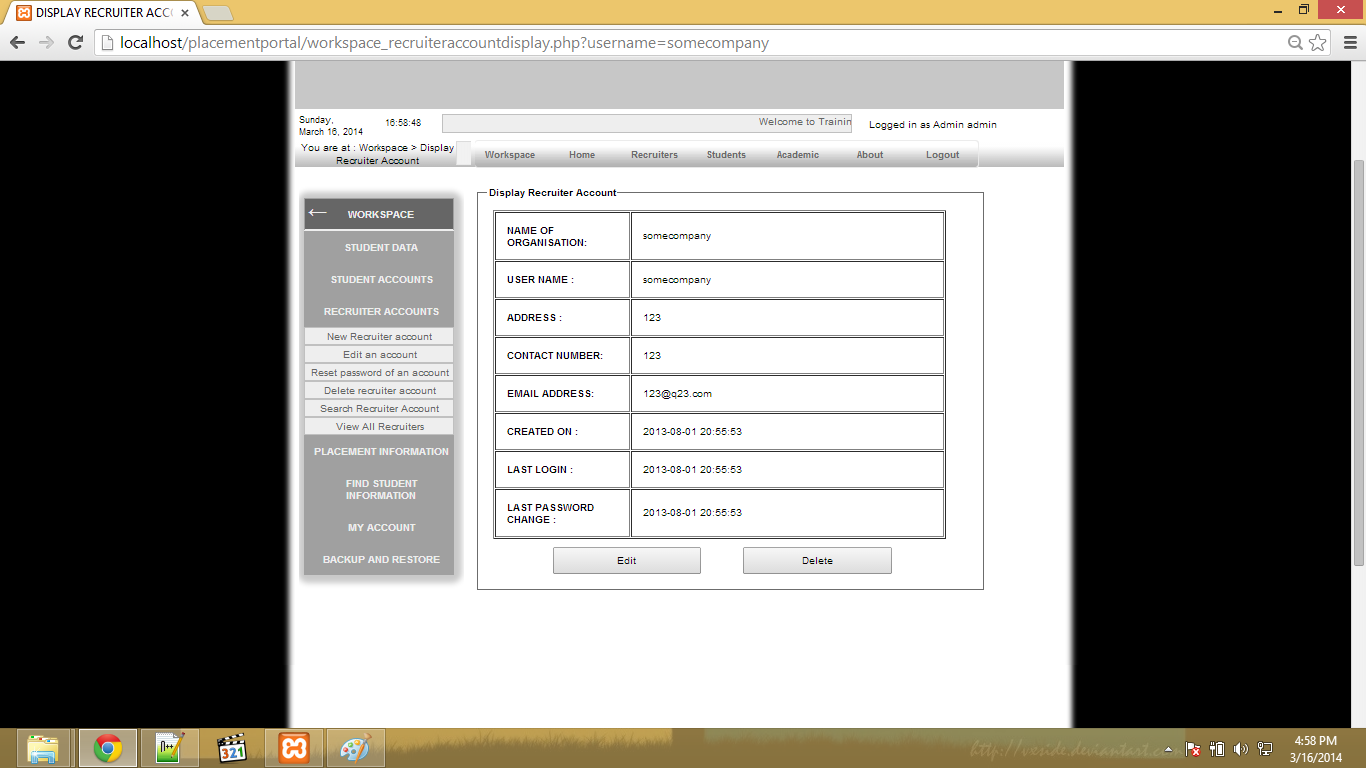 DISPLAY RECRUITER ACC
localhost/placementportal/workspace_recruiteraccountdisplay.php?username=somecompany
Sunday,
March 16, 2014
16:58:48
Welcome to Trainin
Logged in as Admin admin
You are at : Workspace > Display
Recruiter Account
Workspace
Home
Recruiters
Students
Academic
About
Logout
← WORKSPACE
STUDENT DATA
STUDENT ACCOUNTS
RECRUITER ACCOUNTS
New Recruiter account
Edit an account
Reset password of an account
Delete recruiter account
Search Recruiter Account
View All Recruiters
PLACEMENT INFORMATION
FIND STUDENT
INFORMATION
MY ACCOUNT
BACKUP AND RESTORE
Display Recruiter Account
NAME OF
ORGANISATION:
somecompany
USER NAME :
somecompany
ADDRESS :
123
CONTACT NUMBER:
123
EMAIL ADDRESS:
123@q23.com
CREATED ON :
2013-08-01 20:55:53
LAST LOGIN :
2013-08-01 20:55:53
LAST PASSWORD
CHANGE :
2013-08-01 20:55:53
Edit
Delete
321
4:58 PM
3/16/2014